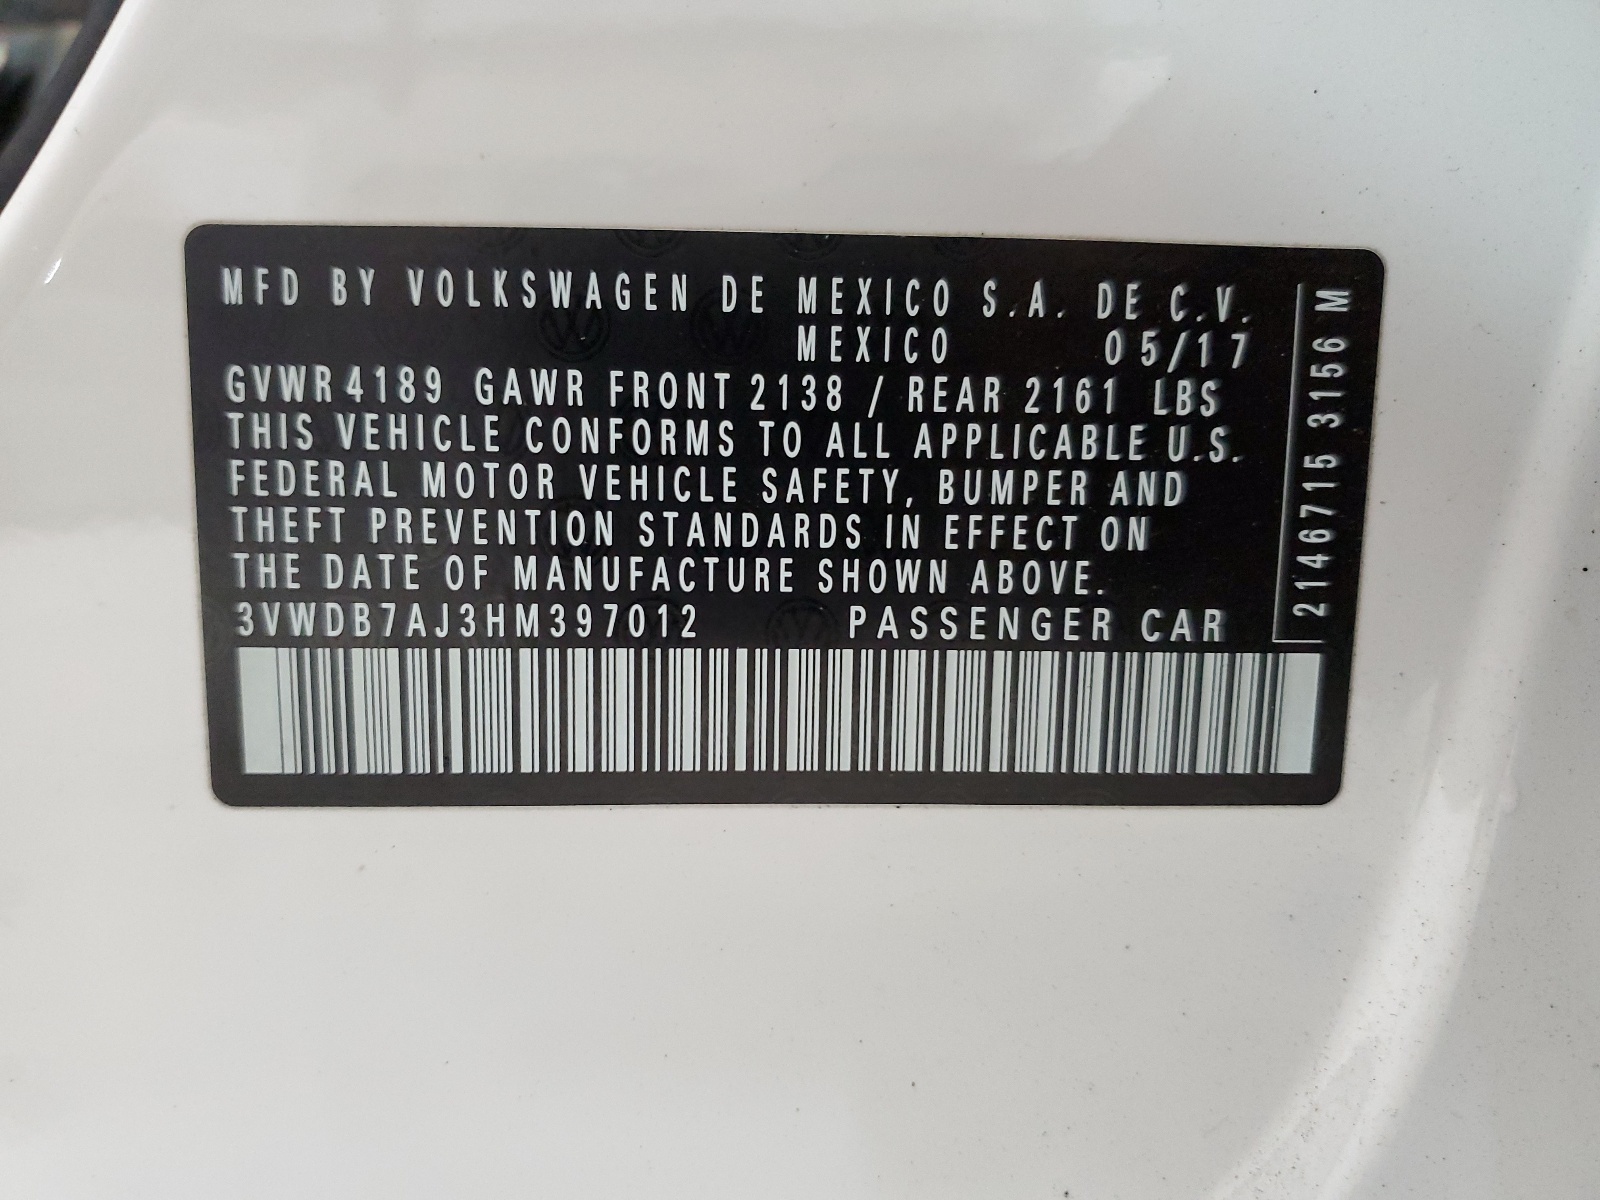 MFD BY VOLKSWAGEN DE MEXICO S.A. DE C.V.
MEXICO 05/17
GVWR 4189 GAWR FRONT 2138 / REAR 2161 LBS
THIS VEHICLE CONFORMS TO ALL APPLICABLE U.S.
FEDERAL MOTOR VEHICLE SAFETY, BUMPER AND
THEFT PREVENTION STANDARDS IN EFFECT ON
THE DATE OF MANUFACTURE SHOWN ABOVE.
3VWDB7AJ3HM397012 PASSENGER CAR
2146715 3156 M